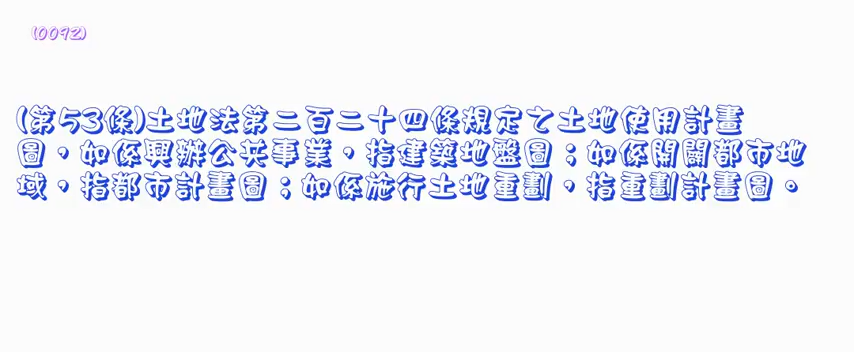 (0092)
(第53條)土地法第二百二十四條規定之土地使用計畫
圖，如係興辦公共事業，指建築地盤圖；如係開闢都市地
域，指都市計畫圖；如係施行土地重劃，指重劃計畫圖。